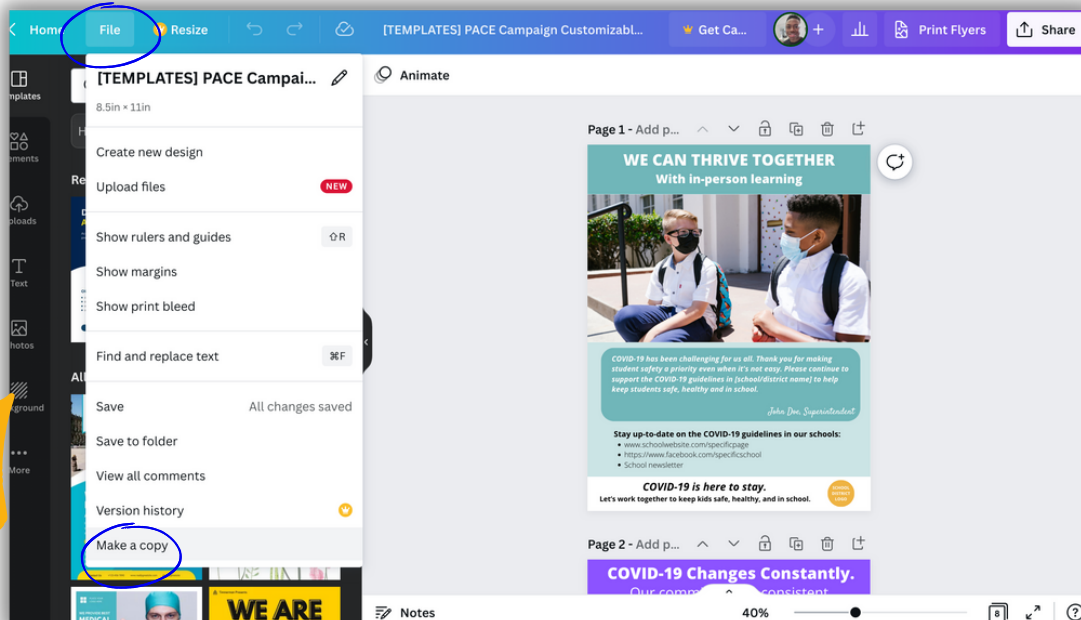 Home File Resize [TEMPLATES] PACE Campaign Customizabl... Get Ca... + Print Flyers Share
[TEMPLATES] PACE Campai...
8.5in × 11in
Create new design
Upload files NEW
Show rulers and guides ⇧R
Show margins
Show print bleed
Find and replace text ⌘F
Save All changes saved
Save to folder
View all comments
Version history
Make a copy
Text
More
Animate
Page 1 - Add p...
WE CAN THRIVE TOGETHER
With in-person learning
COVID-19 has been challenging for us all. Thank you for making
student safety a priority even when it's not easy. Please continue to
support the COVID-19 guidelines in [school/district name] to help
keep students safe, healthy and in school.
John Doe, Superintendent
Stay up-to-date on the COVID-19 guidelines in our schools:
• www.schoolwebsite.com/specificpage
• https://www.facebook.com/specificschool
• School newsletter
COVID-19 is here to stay.
Let's work together to keep kids safe, healthy, and in school.
SCHOOL
DISTRICT
LOGO
Page 2 - Add p...
COVID-19 Changes Constantly.
WE ARE
Notes 40% 8 ?